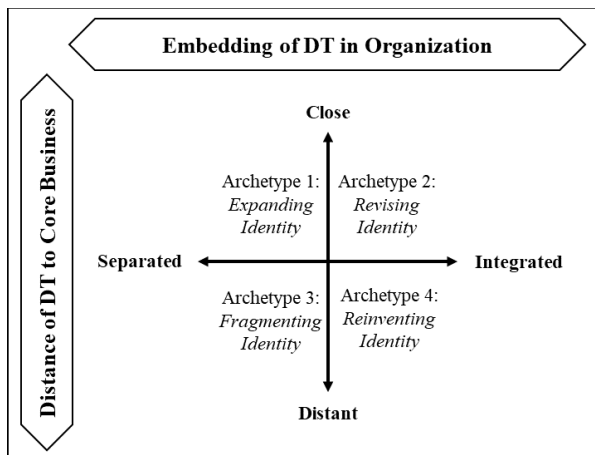 Embedding of DT in Organization
Distance of DT to Core Business
Close
Archetype 1:
Expanding
Identity
Archetype 2:
Revising
Identity
Separated
Integrated
Archetype 3:
Fragmenting
Identity
Archetype 4:
Reinventing
Identity
Distant